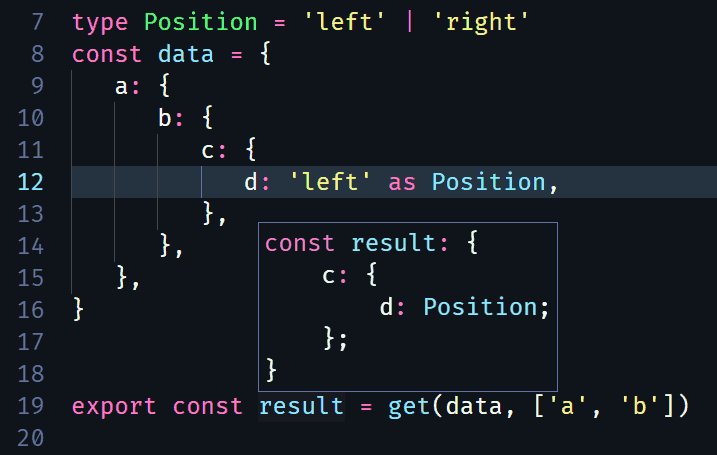 7 type Position = 'left' | 'right'
8 const data = {
9 a: {
10 b: {
11 c: {
12 d: 'left' as Position,
13 },
14 },
15 },
16 }
17
18
const result: {
c: {
d: Position;
};
}
19 export const result = get(data, ['a', 'b'])
20